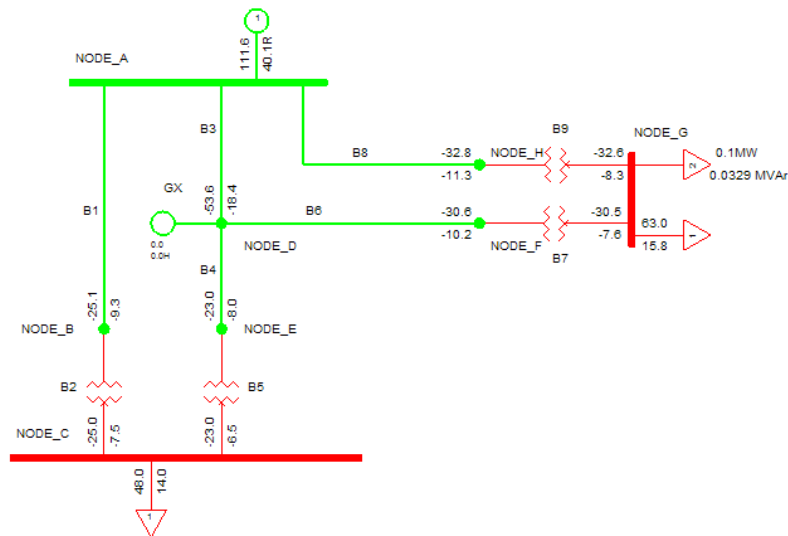 1
111.6
40.1R
NODE_A
B3
B9
NODE_G
-32.8
NODE_H
-32.6
0.1MW
B8
2
-11.3
-8.3
0.0329 MVAr
GX
-53.6
-18.4
B6
-30.6
-30.5
63.0
B1
-10.2
-7.6
15.8
1
0.0
0.0H
NODE_D
NODE_F
B7
B4
-25.1
-9.3
-23.0
-8.0
NODE_B
NODE_E
B2
B5
-25.0
-7.5
-23.0
-6.5
NODE_C
48.0
14.0
1